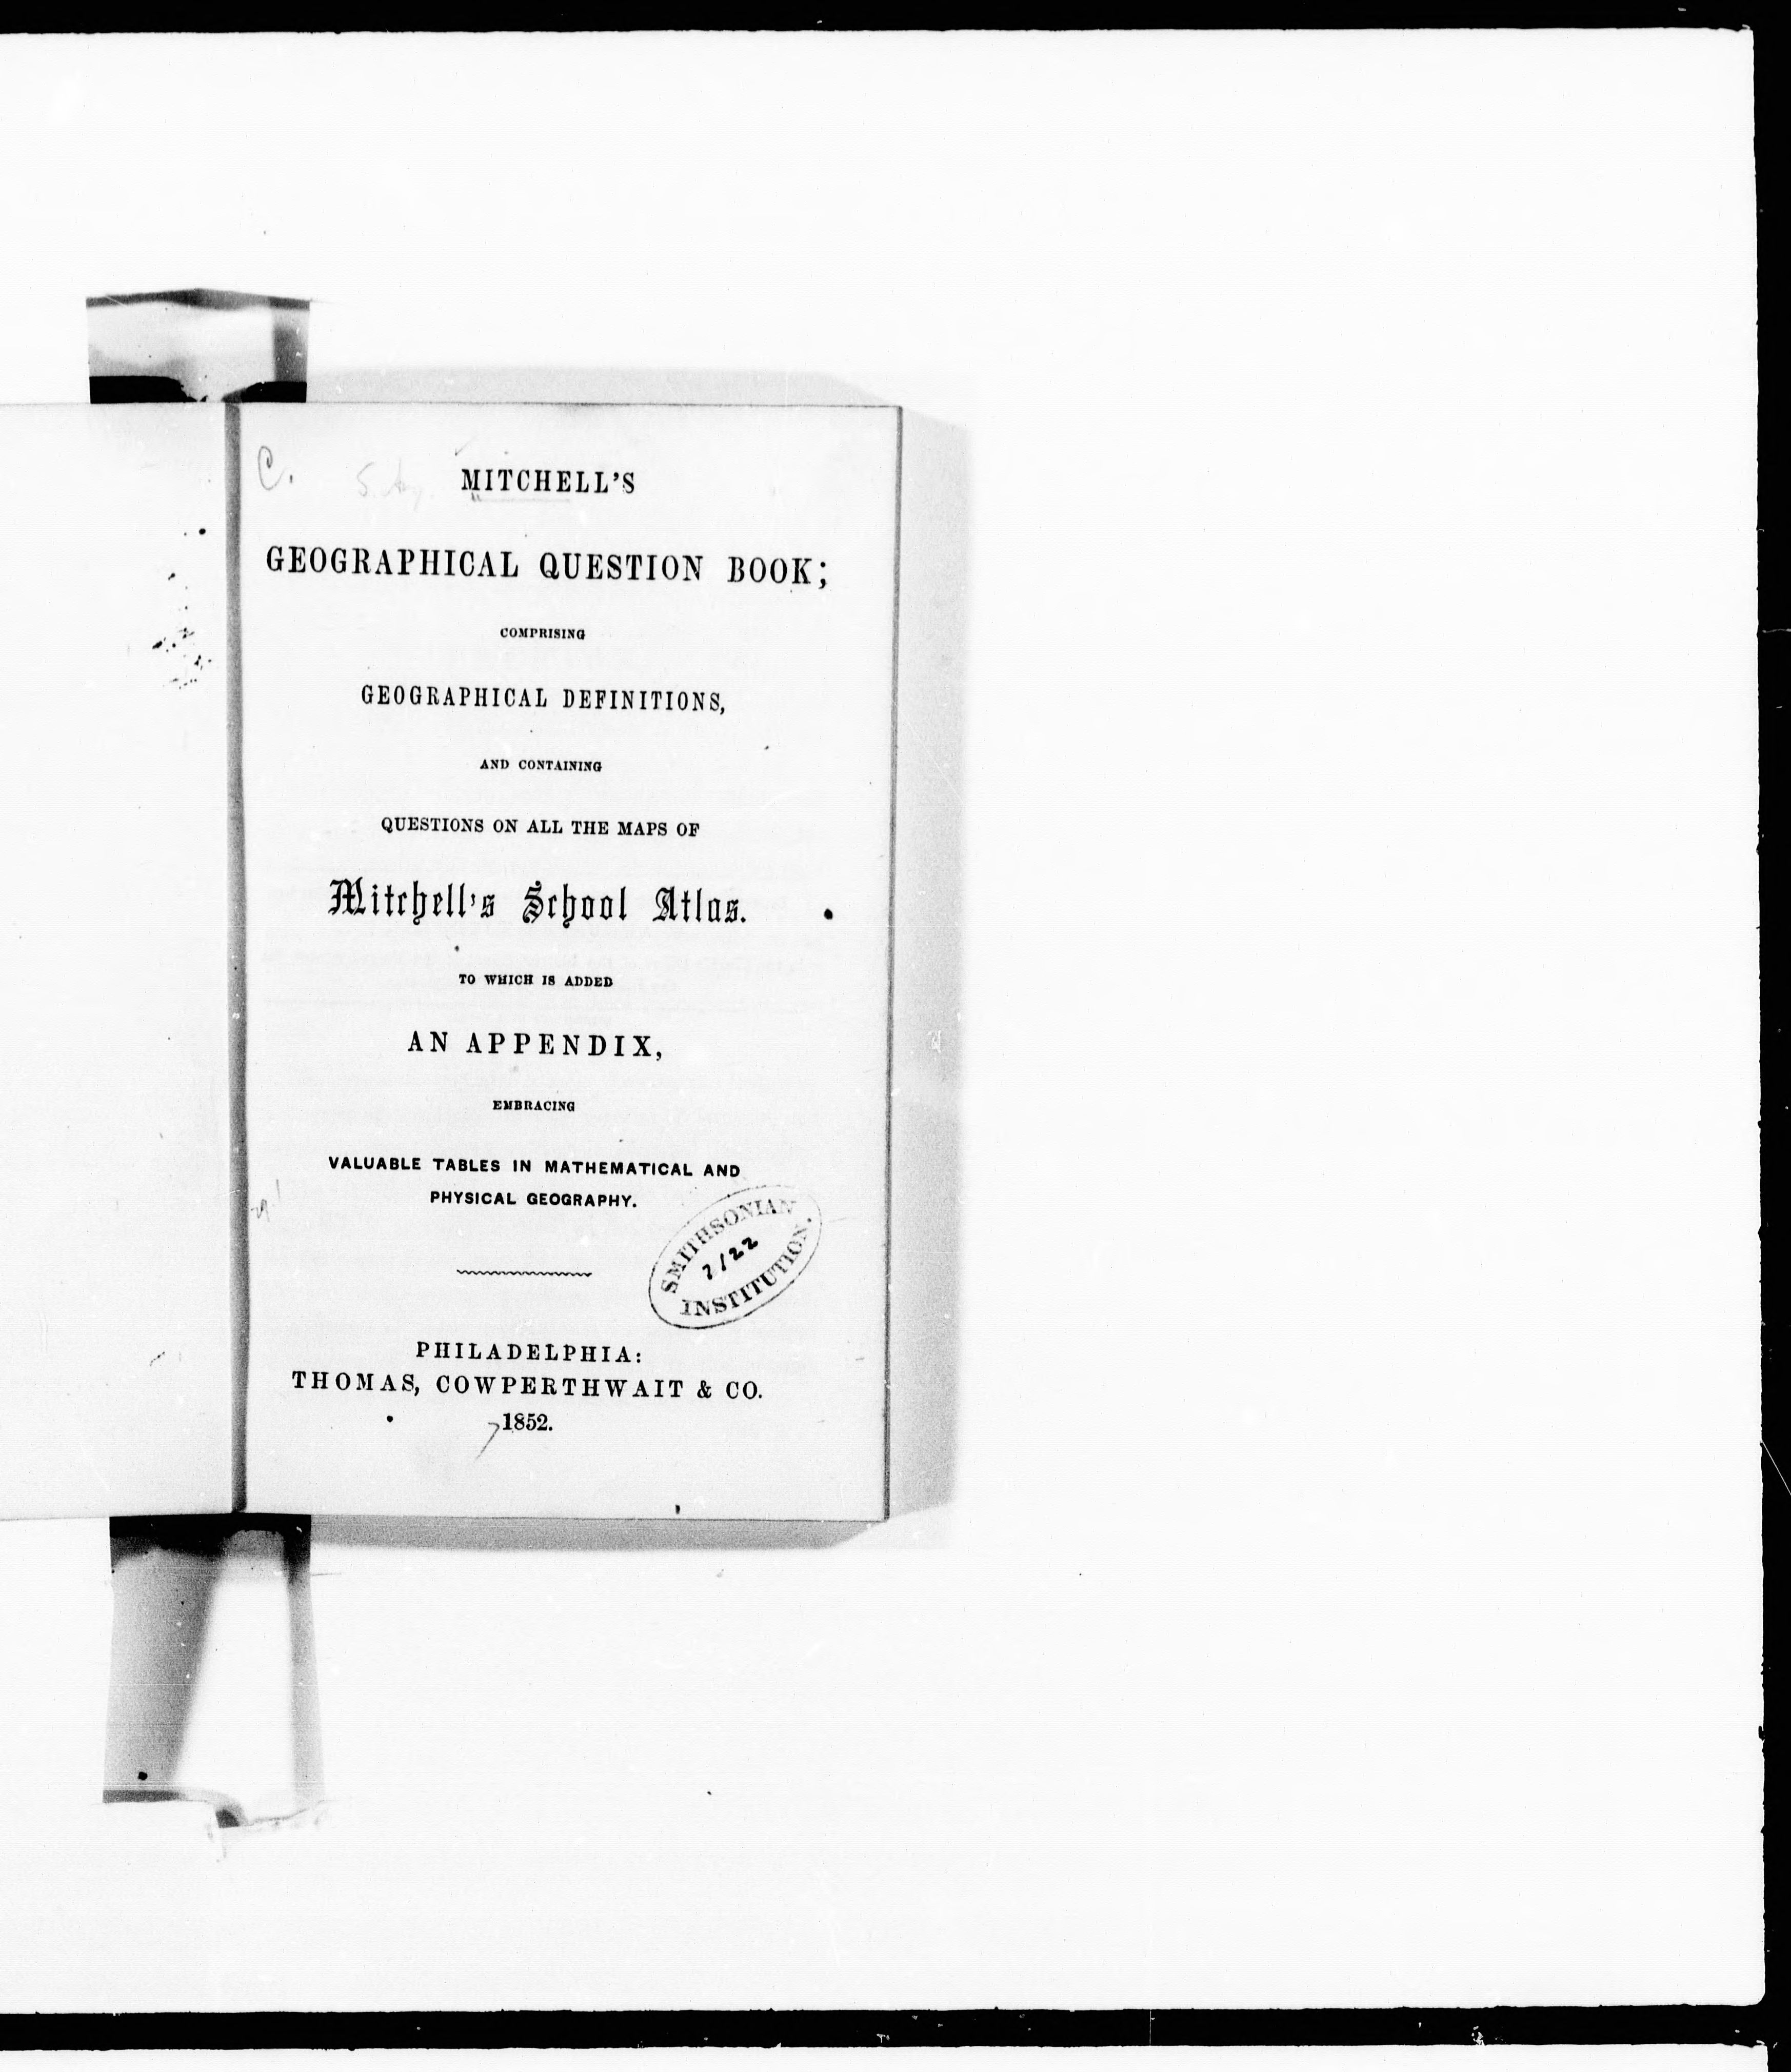 C.
MITCHELL'S
GEOGRAPHICAL QUESTION BOOK;
COMPRISING
GEOGRAPHICAL DEFINITIONS,
AND CONTAINING
QUESTIONS ON ALL THE MAPS OF
Mitchell's School Atlas.
TO WHICH IS ADDED
AN APPENDIX,
EMBRACING
VALUABLE TABLES IN MATHEMATICAL AND
PHYSICAL GEOGRAPHY.
SMITHSONIAN
7/22
INSTITUTION.
PHILADELPHIA:
THOMAS, COWPERTHWAIT & CO.
1852.